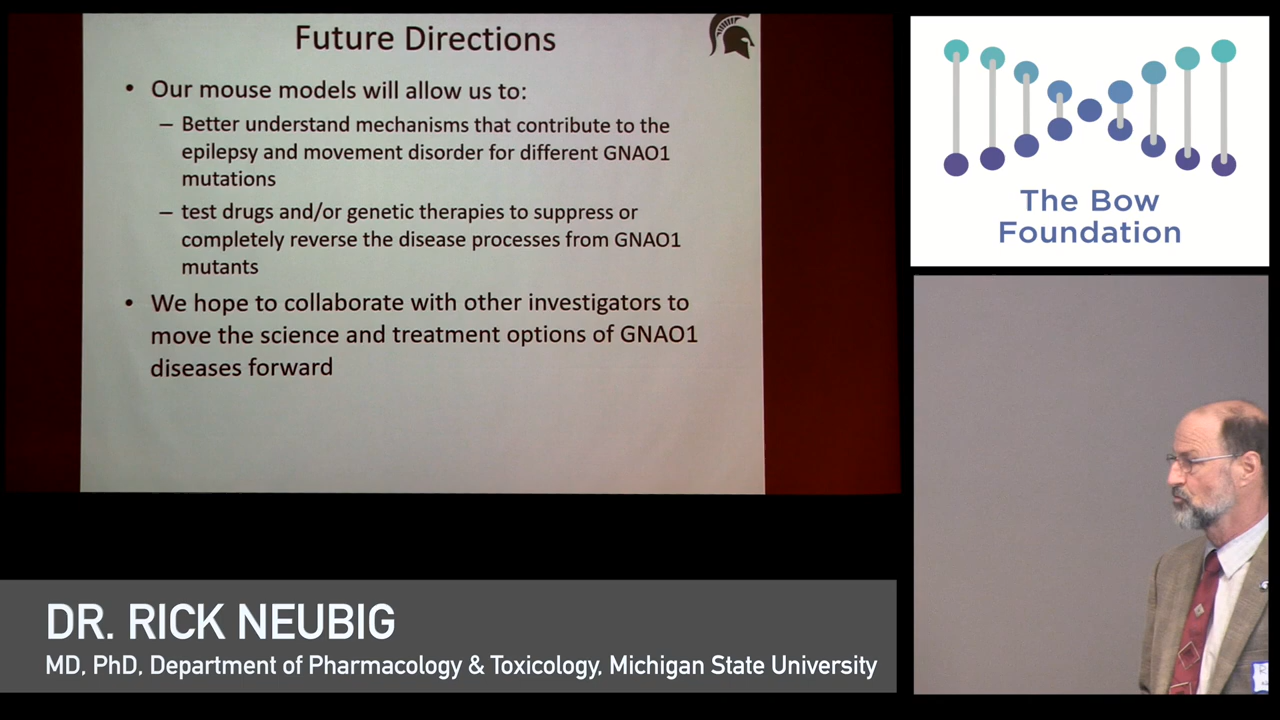 Future Directions
• Our mouse models will allow us to:
– Better understand mechanisms that contribute to the
epilepsy and movement disorder for different GNAO1
mutations
– test drugs and/or genetic therapies to suppress or
completely reverse the disease processes from GNAO1
mutants
• We hope to collaborate with other investigators to
move the science and treatment options of GNAO1
diseases forward
The Bow
Foundation
DR. RICK NEUBIG
MD, PhD, Department of Pharmacology & Toxicology, Michigan State University